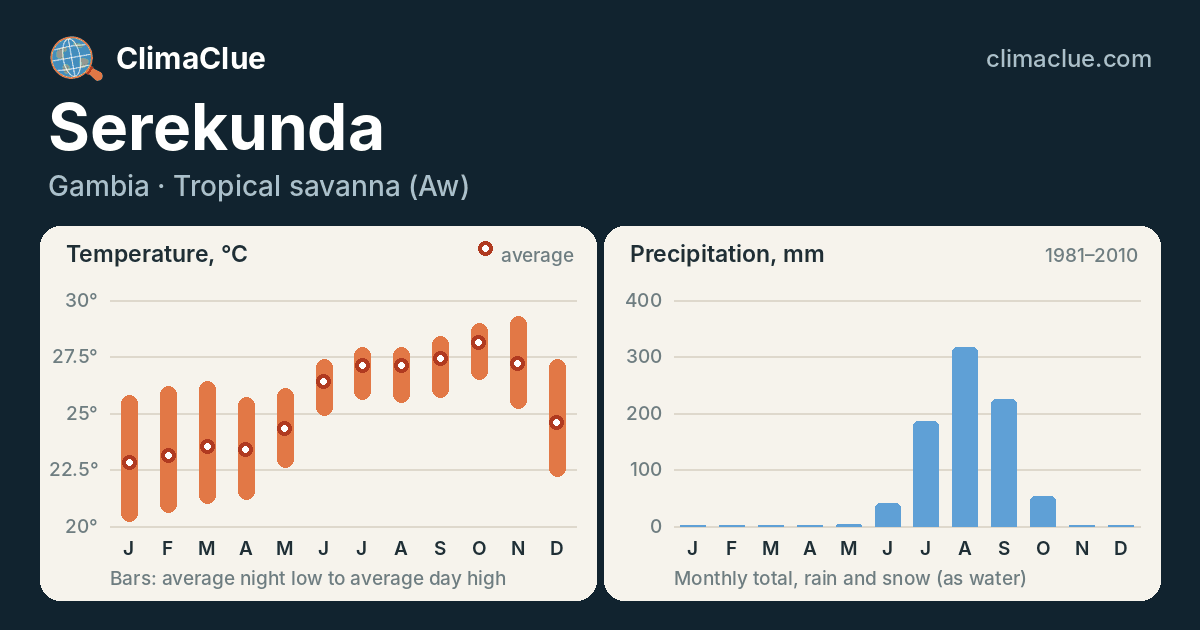 ClimaClue
climaclue.com
Serekunda
Gambia · Tropical savanna (Aw)
Temperature, °C
average
30°
27.5°
25°
22.5°
20°
J F M A M J J A S O N D
Bars: average night low to average day high
Precipitation, mm
1981–2010
400
300
200
100
0
J F M A M J J A S O N D
Monthly total, rain and snow (as water)